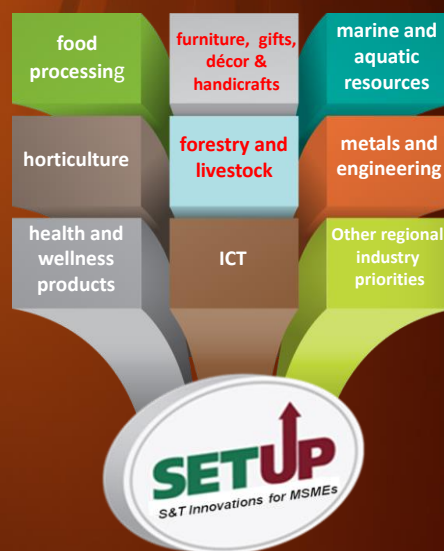 food
processing
furniture, gifts,
décor &
handicrafts
marine and
aquatic
resources
horticulture
forestry and
livestock
metals and
engineering
health and
wellness
products
ICT
Other regional
industry
priorities
SETUP
S&T Innovations for MSMEs